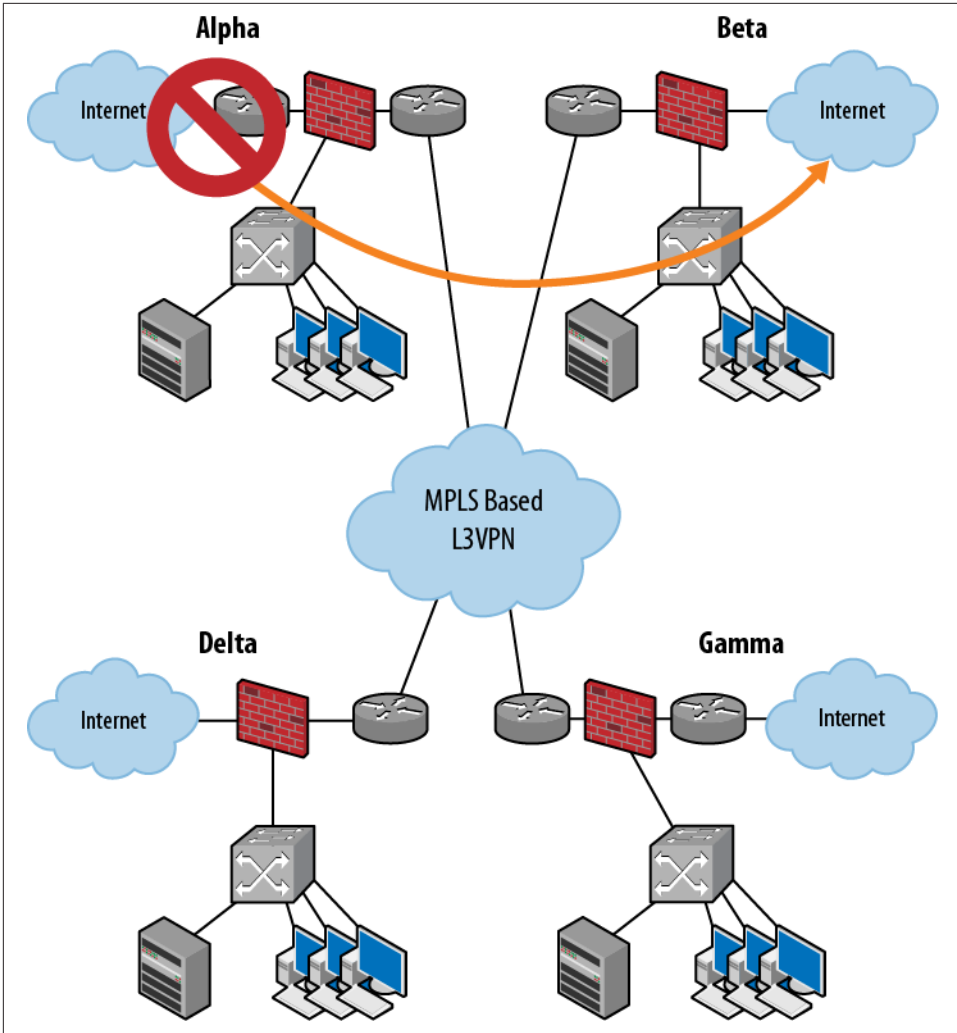 Alpha
Beta
Internet
Internet
MPLS Based
L3VPN
Delta
Gamma
Internet
Internet